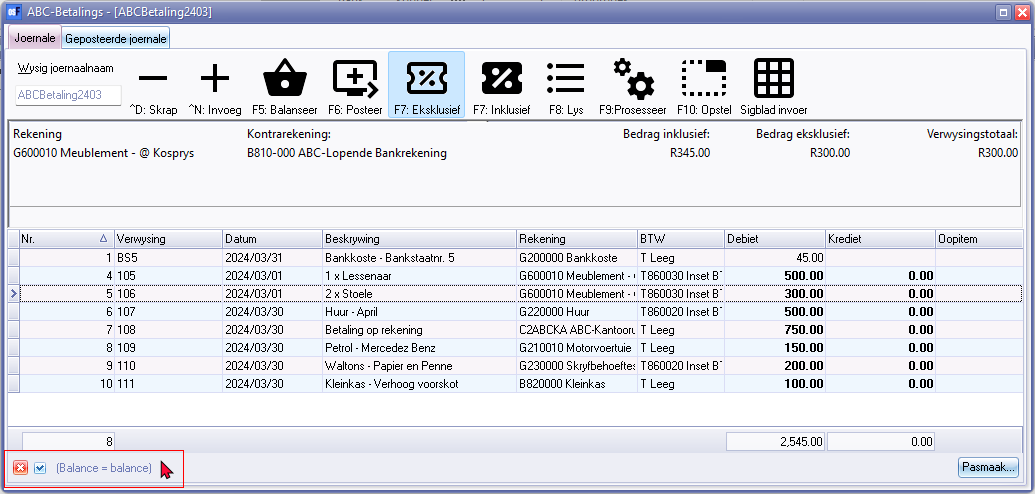 ABC-Betalings - [ABCBetaling2403]
Joernale Geposteerde joernale
Wysig joernaalnaam
ABCBetaling2403
^D: Skrap ^N: Invoeg F5: Balanseer F6: Posteer F7: Eksklusief F7: Inklusief F8: Lys F9:Prosesseer F10: Opstel Sigblad invoer
Rekening Kontrarekening: Bedrag inklusief: Bedrag eksklusief: Verwysingstotaal:
G600010 Meublement - @ Kosprys B810-000 ABC-Lopende Bankrekening R345.00 R300.00 R300.00
Nr. Verwysing Datum Beskrywing Rekening BTW Debiet Krediet Oopitem
1 BS5 2024/03/31 Bankkoste - Bankstaatnr. 5 G200000 Bankkoste T Leeg 45.00
4 105 2024/03/01 1 x Lessenaar G600010 Meublement - T860030 Inset 500.00 0.00
5 106 2024/03/01 2 x Stoele G600010 Meublement - T860030 Inset 300.00 0.00
6 107 2024/03/30 Huur - April G220000 Huur T860020 Inset 500.00 0.00
7 108 2024/03/30 Betaling op rekening C2ABCKA ABC-Kantooru T Leeg 750.00 0.00
8 109 2024/03/30 Petrol - Mercedez Benz G210010 Motorvoertuie T Leeg 150.00 0.00
9 110 2024/03/30 Waltons - Papier en Penne G230000 Skryfbehoeftes T860020 Inset 200.00 0.00
10 111 2024/03/30 Kleinkas - Verhoog voorskot B820000 Kleinkas T Leeg 100.00 0.00
8 2,545.00 0.00
(Balance = balance) Pasmaak...